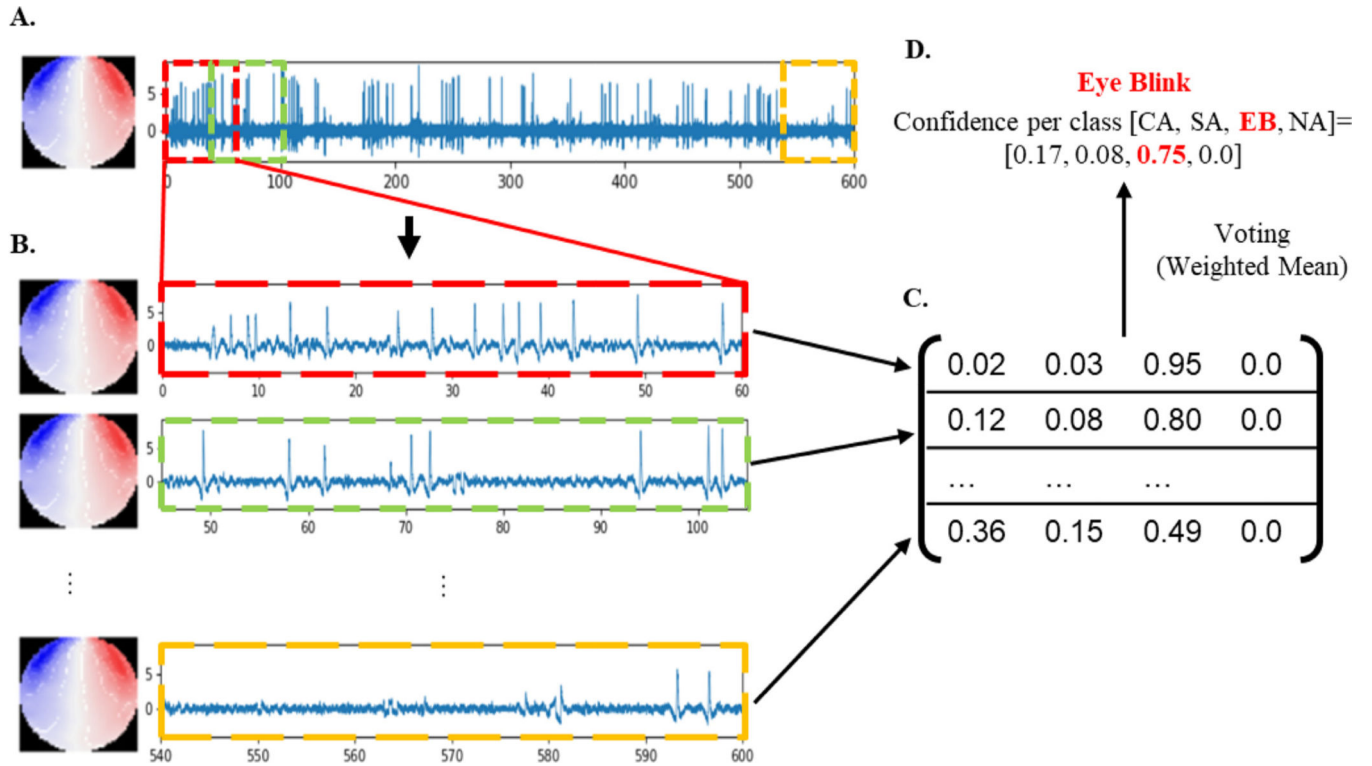 A.
5
0
0 100 200 300 400 500 600
B.
5
0
0 10 20 30 40 50 60
5
0
50 60 70 80 90 100
⋮ ⋮
5
0
540 550 560 570 580 590 600
D.
Eye Blink
Confidence per class [CA, SA, EB, NA]=
[0.17, 0.08, 0.75, 0.0]
Voting
(Weighted Mean)
C.
0.02 0.03 0.95 0.0
0.12 0.08 0.80 0.0
... ... ...
0.36 0.15 0.49 0.0